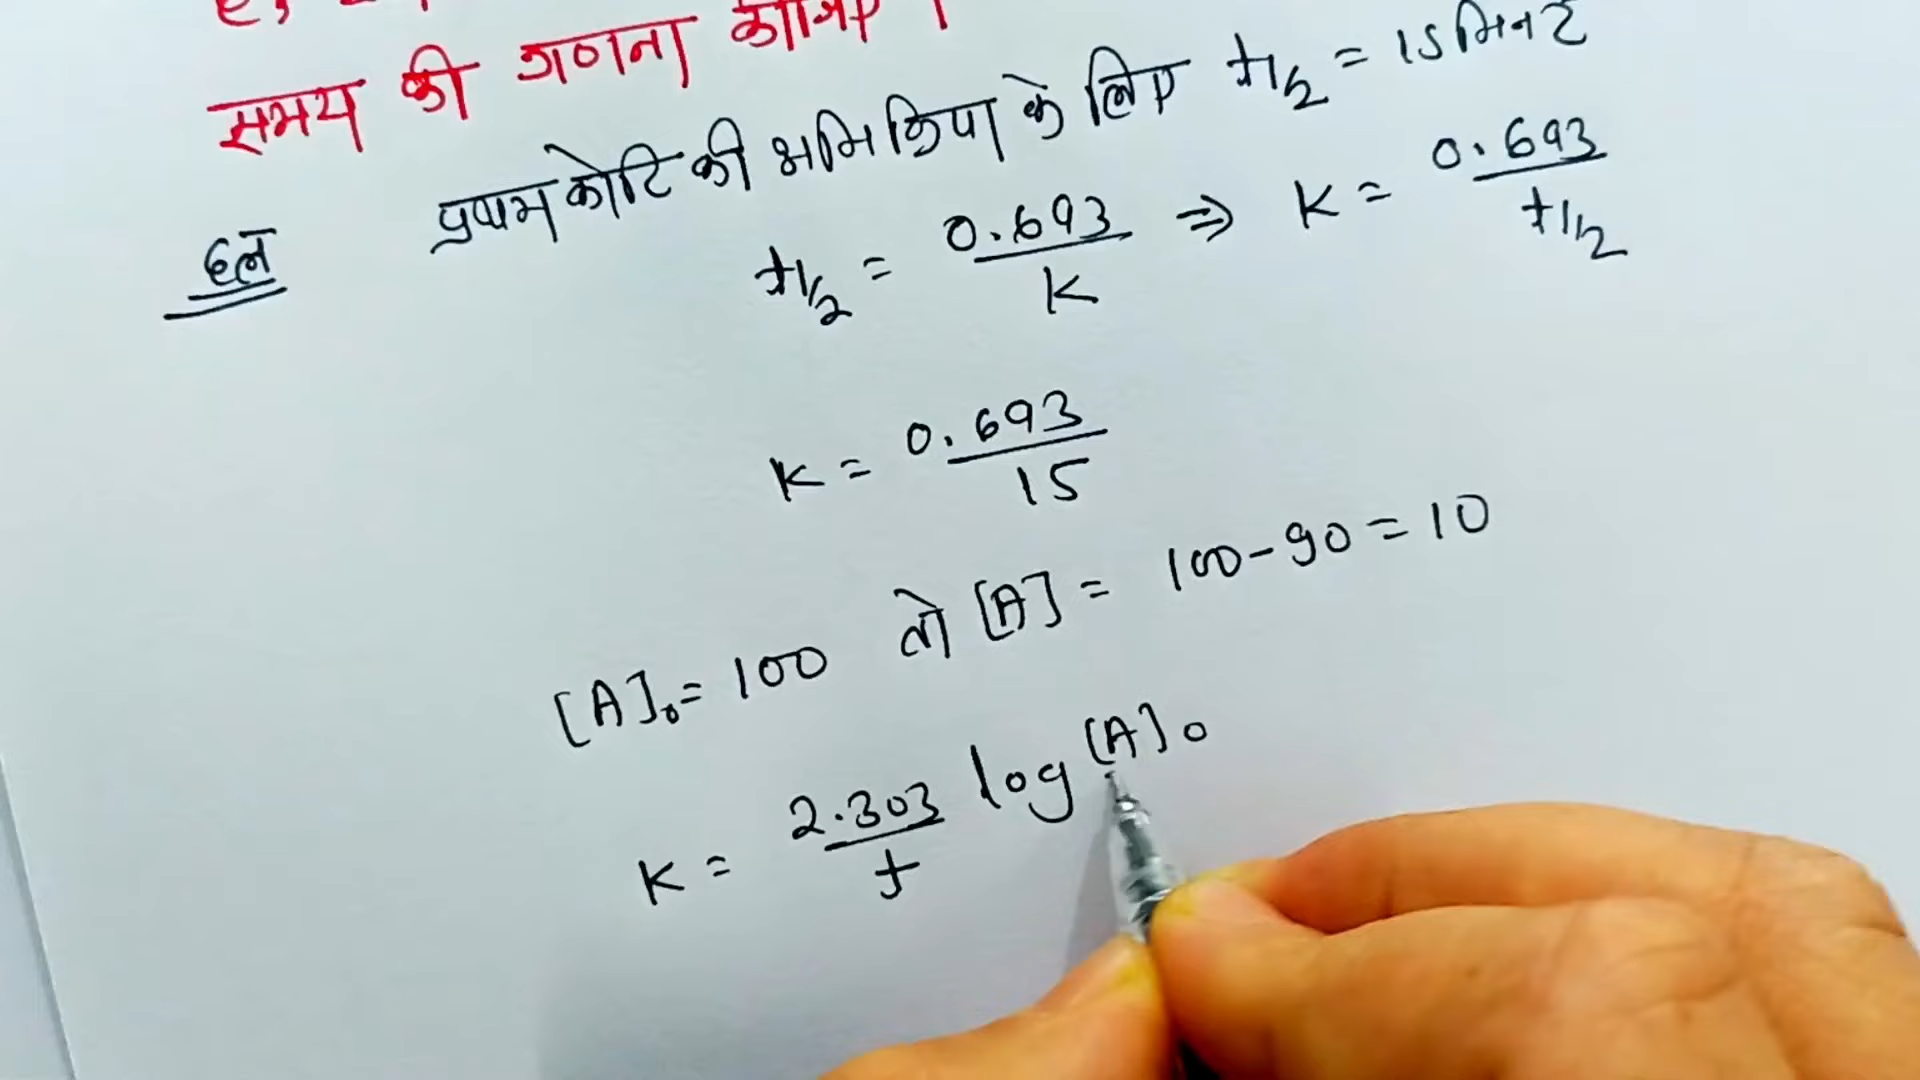 समय की गणना कीजिए ।
प्रथम कोटि की अभिक्रिया के लिए t1/2 = 15 मिनट
हल
t1/2 = 0.693/K ⇒ K = 0.693/t1/2
K = 0.693/15
[A]₀ = 100 तो [A] = 100-90 = 10
K = 2.303/t log [A]₀